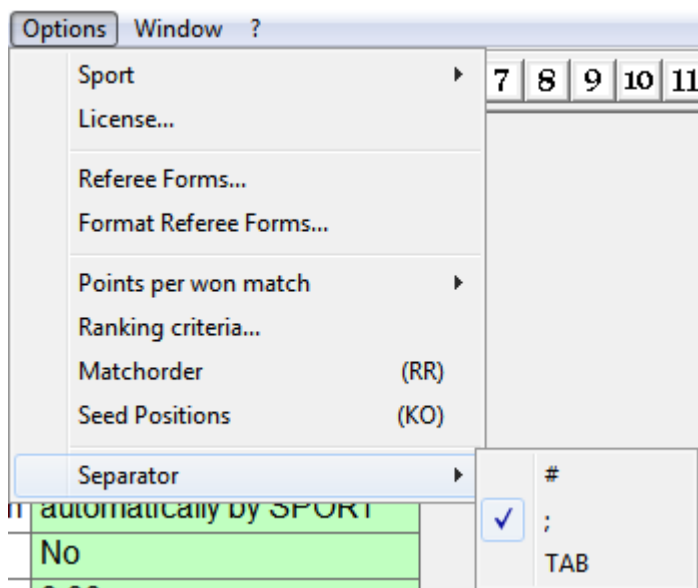 Options Window ?
7 8 9 10 11
Sport
License...
Referee Forms...
Format Referee Forms...
Points per won match
Ranking criteria...
Matchorder (RR)
Seed Positions (KO)
Separator
#
;
TAB
automatically by SPORT
No